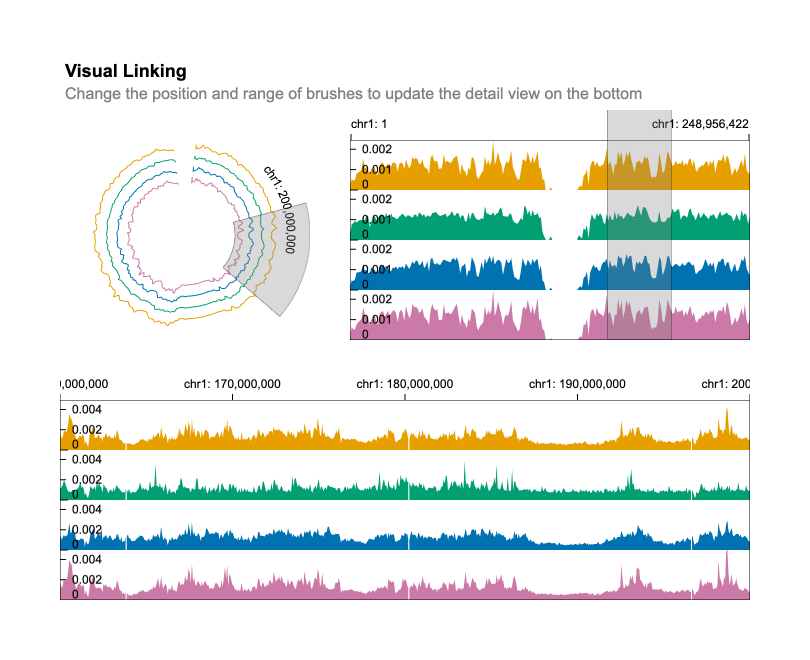 Visual Linking
Change the position and range of brushes to update the detail view on the bottom
chr1: 200,000,000
chr1: 1
chr1: 248,956,422
0.002
0.001
0
0.002
0.001
0
0.002
0.001
0
0.002
0.001
0
),000,000
chr1: 170,000,000
chr1: 180,000,000
chr1: 190,000,000
chr1: 200
0.004
0.002
0
0.004
0.002
0
0.004
0.002
0
0.004
0.002
0